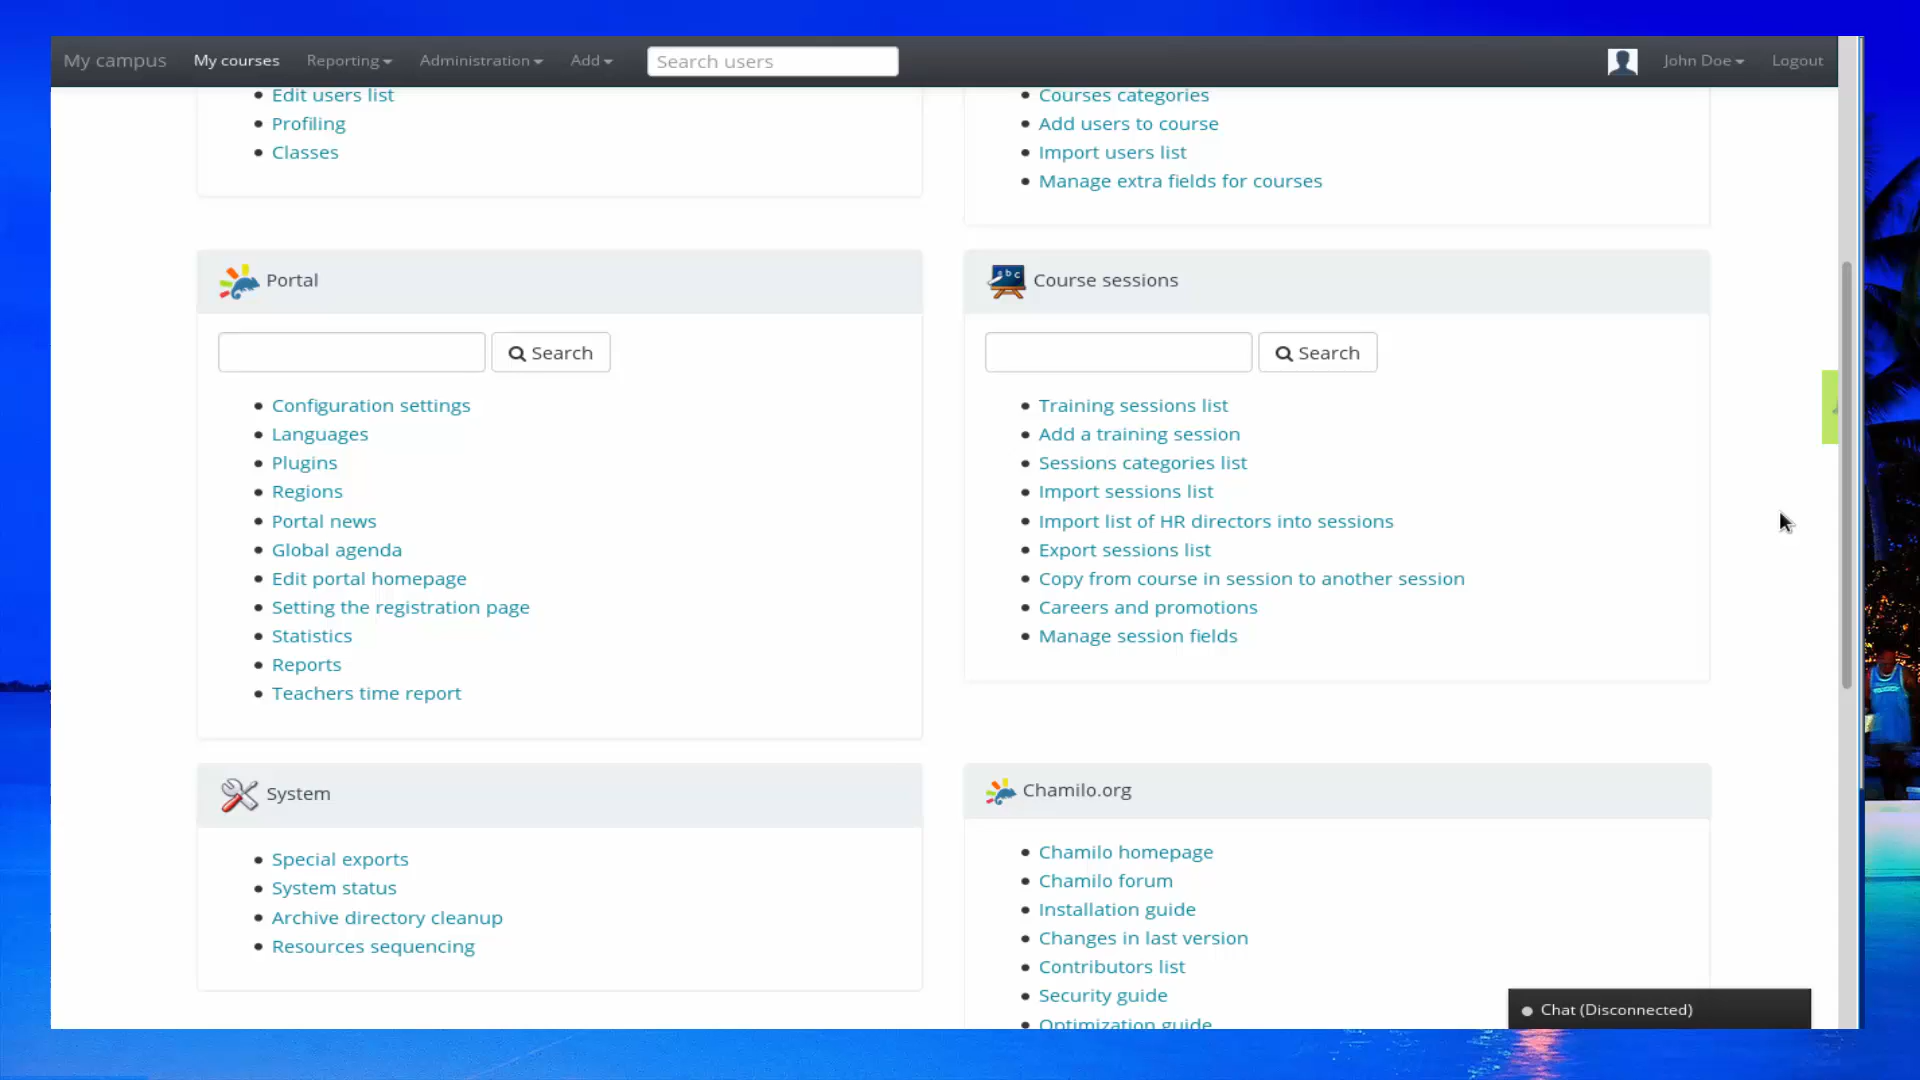 My campus My courses Reporting Administration Add Search users John Doe Logout
Edit users list
Profiling
Classes
Courses categories
Add users to course
Import users list
Manage extra fields for courses
Portal
Search
Configuration settings
Languages
Plugins
Regions
Portal news
Global agenda
Edit portal homepage
Setting the registration page
Statistics
Reports
Teachers time report
abc
Course sessions
Search
Training sessions list
Add a training session
Sessions categories list
Import sessions list
Import list of HR directors into sessions
Export sessions list
Copy from course in session to another session
Careers and promotions
Manage session fields
System
Special exports
System status
Archive directory cleanup
Resources sequencing
Chamilo.org
Chamilo homepage
Chamilo forum
Installation guide
Changes in last version
Contributors list
Security guide
Optimization guide
Chat (Disconnected)